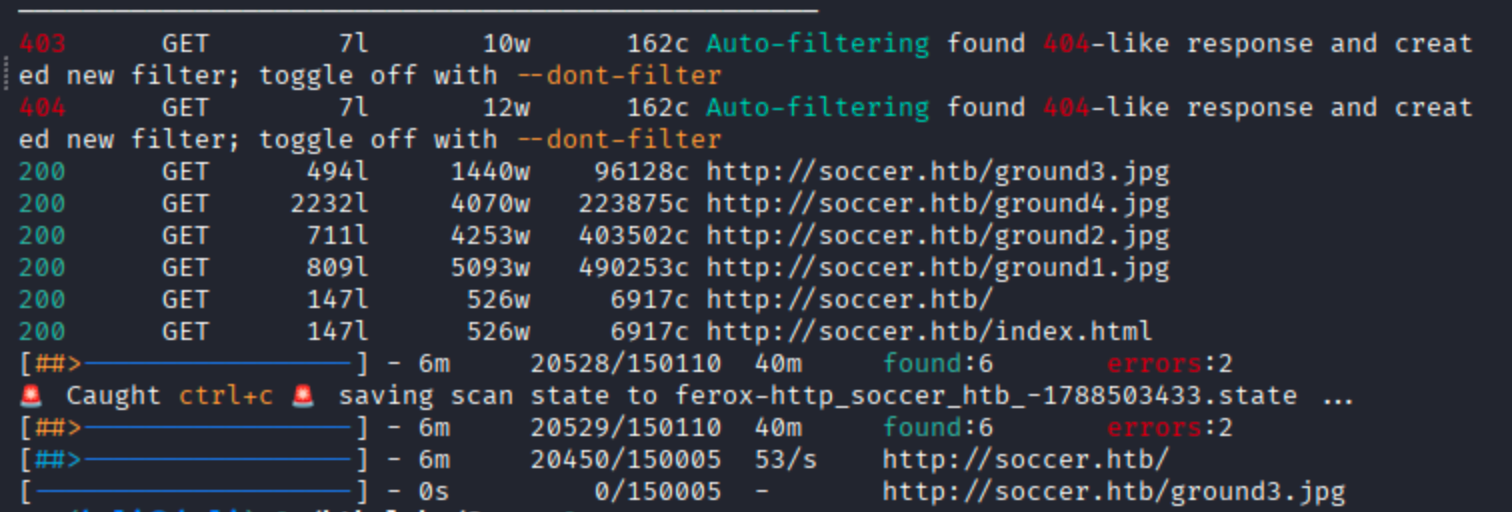 403 GET 7l 10w 162c Auto-filtering found 404-like response and creat
ed new filter; toggle off with --dont-filter
404 GET 7l 12w 162c Auto-filtering found 404-like response and creat
ed new filter; toggle off with --dont-filter
200 GET 494l 1440w 96128c http://soccer.htb/ground3.jpg
200 GET 2232l 4070w 223875c http://soccer.htb/ground4.jpg
200 GET 711l 4253w 403502c http://soccer.htb/ground2.jpg
200 GET 809l 5093w 490253c http://soccer.htb/ground1.jpg
200 GET 147l 526w 6917c http://soccer.htb/
200 GET 147l 526w 6917c http://soccer.htb/index.html
[##>-----------------] - 6m 20528/150110 40m found:6 errors:2
🚨 Caught ctrl+c 🚨 saving scan state to ferox-http_soccer_htb_-1788503433.state ...
[##>-----------------] - 6m 20529/150110 40m found:6 errors:2
[##>-----------------] - 6m 20450/150005 53/s http://soccer.htb/
[--------------------] - 0s 0/150005 - http://soccer.htb/ground3.jpg